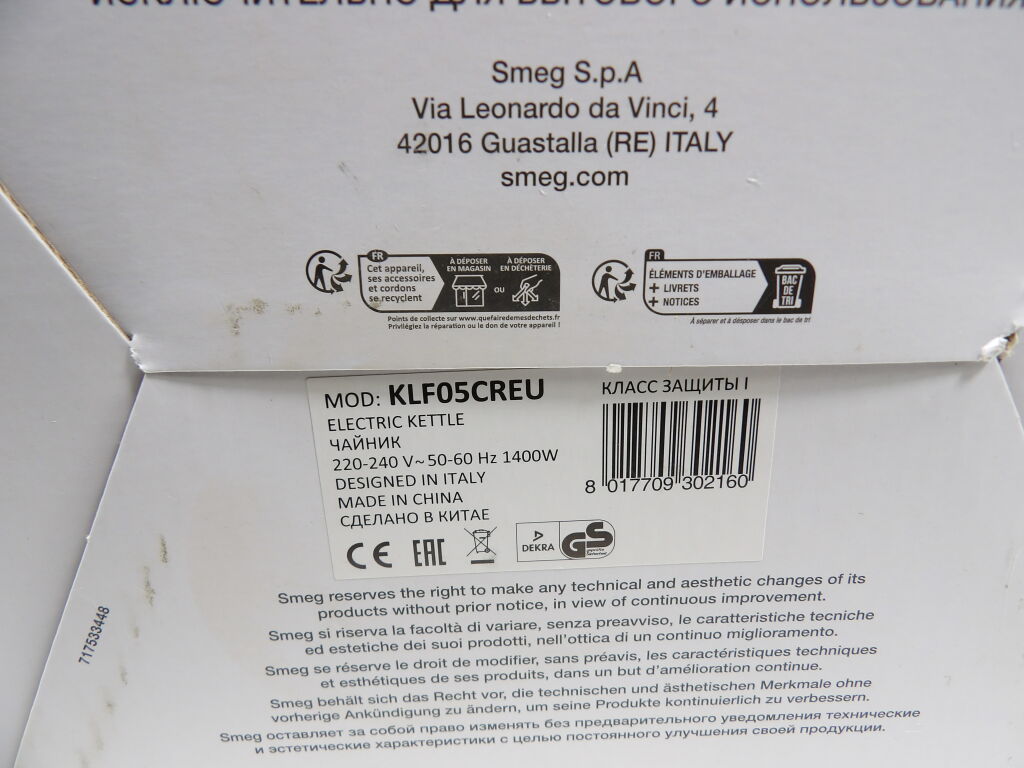 ИСКЛЮЧИТЕЛЬНО ДЛЯ БЫТОВОГО ИСПОЛЬЗОВАНИЯ
Smeg S.p.A
Via Leonardo da Vinci, 4
42016 Guastalla (RE) ITALY
smeg.com
FR
Cet appareil,
ses accessoires
et cordons
se recyclent
À DÉPOSER
EN MAGASIN
OU
À DÉPOSER
EN DÉCHÈTERIE
Points de collecte sur www.quefairedemesdechets.fr
Privilégiez la réparation ou le don de votre appareil !
FR
ÉLÉMENTS D'EMBALLAGE
+ LIVRETS
+ NOTICES
BAC
DE
TRI
À séparer et à déposer dans le bac de tri
MOD: KLF05CREU
ELECTRIC KETTLE
ЧАЙНИК
220-240 V~ 50-60 Hz 1400W
DESIGNED IN ITALY
MADE IN CHINA
СДЕЛАНО В КИТАЕ
КЛАСС ЗАЩИТЫ I
8 017709 302160
CE EAC
DEKRA
GS
geprüfte
Sicherheit
Smeg reserves the right to make any technical and aesthetic changes of its
products without prior notice, in view of continuous improvement.
Smeg si riserva la facoltà di variare, senza preavviso, le caratteristiche tecniche
ed estetiche dei suoi prodotti, nell'ottica di un continuo miglioramento.
Smeg se réserve le droit de modifier, sans préavis, les caractéristiques techniques
et esthétiques de ses produits, dans un but d'amélioration continue.
Smeg behält sich das Recht vor, die technischen und ästhetischen Merkmale ohne
vorherige Ankündigung zu ändern, um seine Produkte kontinuierlich zu verbessern.
Smeg оставляет за собой право изменять без предварительного уведомления технические
и эстетические характеристики с целью постоянного улучшения своей продукции.
717533448